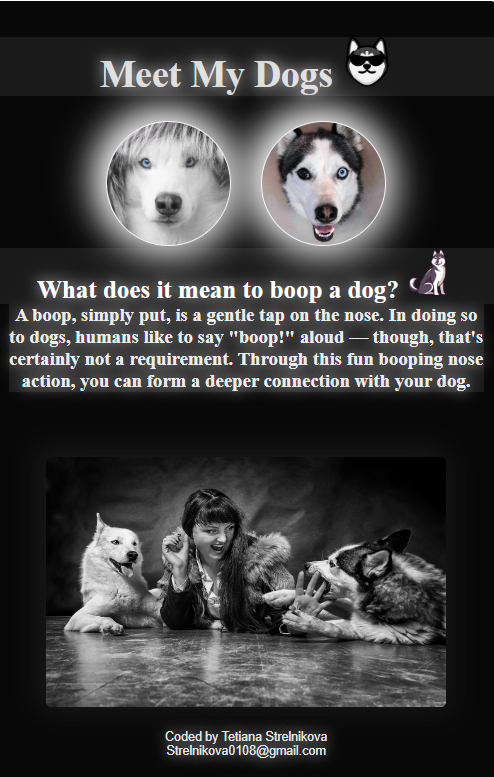 Meet My Dogs
What does it mean to boop a dog?
A boop, simply put, is a gentle tap on the nose. In doing so
to dogs, humans like to say "boop!" aloud — though, that's
certainly not a requirement. Through this fun booping nose
action, you can form a deeper connection with your dog.
Coded by Tetiana Strelnikova
Strelnikova0108@gmail.com